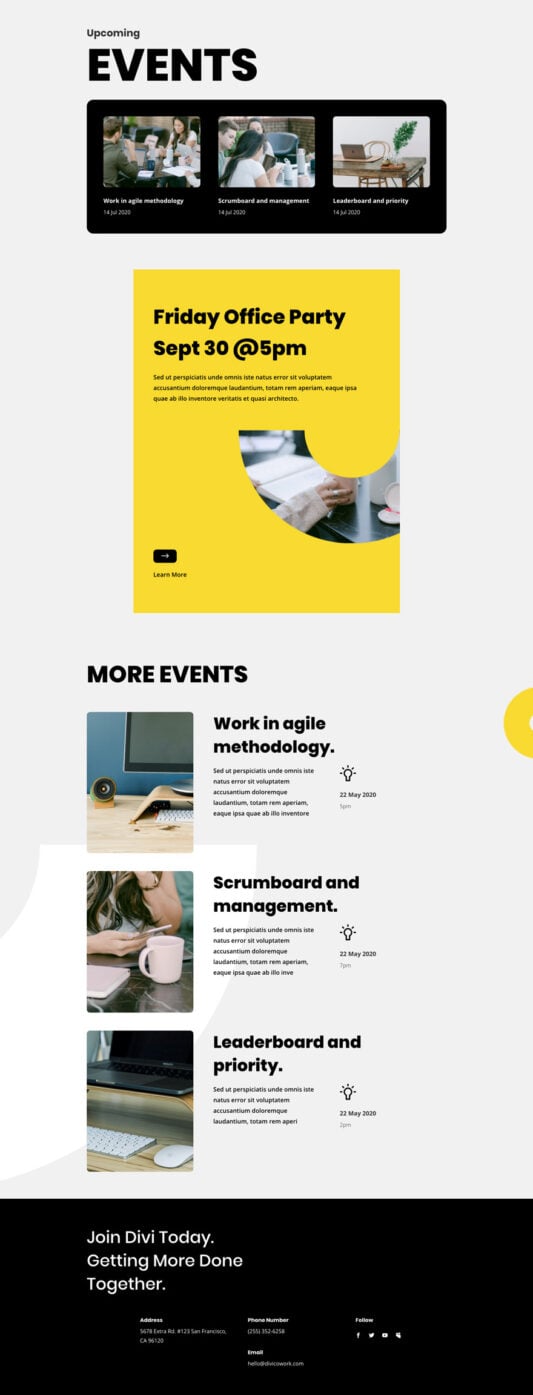 Upcoming
EVENTS
Work in agile methodology
14 Jul 2020
Scrumboard and management
14 Jul 2020
Leaderboard and priority
14 Jul 2020
Friday Office Party
Sept 30 @5pm
Sed ut perspiciatis unde omnis iste natus error sit voluptatem
accusantium doloremque laudantium, totam rem aperiam, eaque ipsa
quae ab illo inventore veritatis et quasi architecto.
Learn More
MORE EVENTS
Work in agile
methodology.
Sed ut perspiciatis unde omnis iste
natus error sit voluptatem
accusantium doloremque
laudantium, totam rem aperiam,
eaque ipsa quae ab illo inventore
22 May 2020
5pm
Scrumboard and
management.
Sed ut perspiciatis unde omnis iste
natus error sit voluptatem
accusantium doloremque
laudantium, totam rem aperiam,
eaque ipsa quae ab illo inve
22 May 2020
7pm
Leaderboard and
priority.
Sed ut perspiciatis unde omnis iste
natus error sit voluptatem
accusantium doloremque
laudantium, totam rem aperi
22 May 2020
2pm
Join Divi Today.
Getting More Done
Together.
Address
5678 Extra Rd. #123 San Francisco,
CA 96120
Phone Number
(255) 352-6258
Email
hello@divicowork.com
Follow